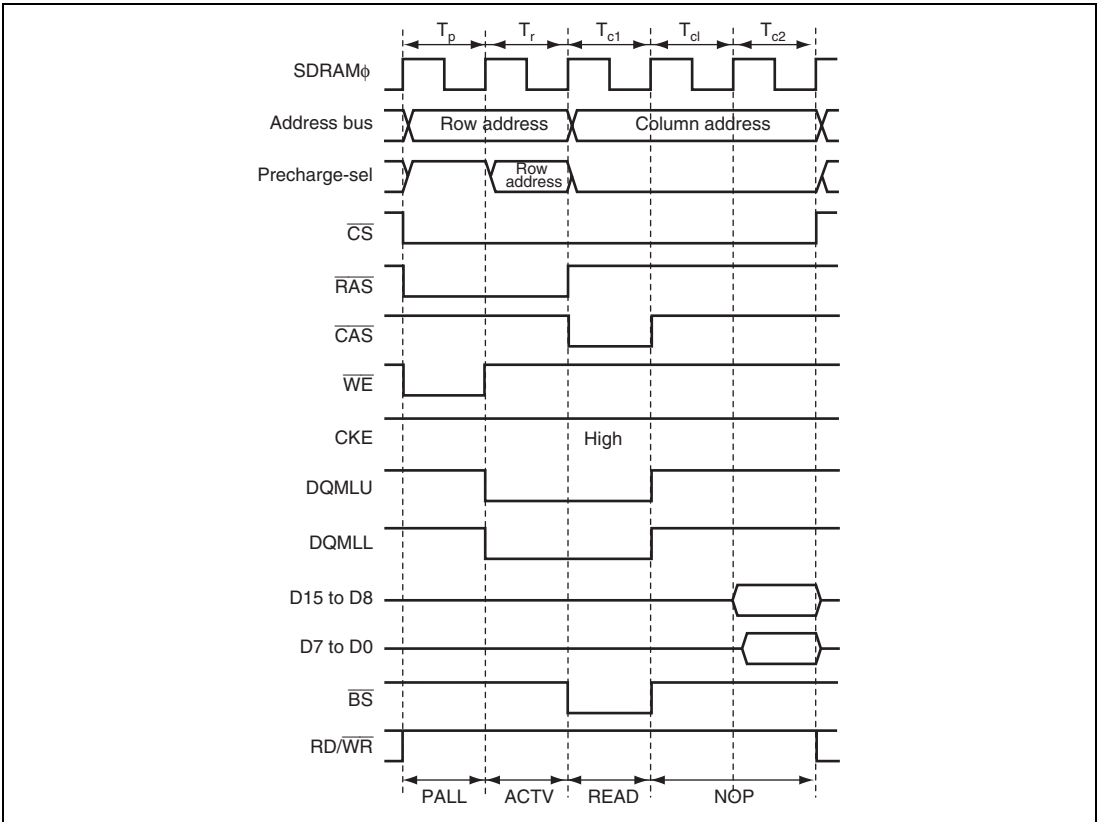 Tp Tr Tc1 Tcl Tc2
SDRAMϕ
Address bus Row address Column address
Precharge-sel Row address
CS
RAS
CAS
WE
CKE High
DQMLU
DQMLL
D15 to D8
D7 to D0
BS
RD/WR
PALL ACTV READ NOP